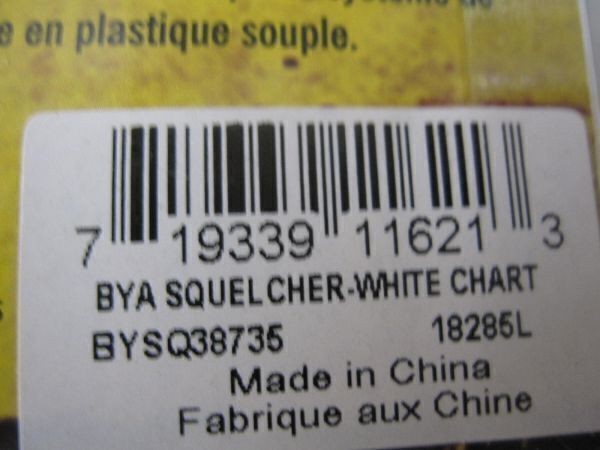 e en plastique souple.
7 19339 11621 3
BYA SQUELCHER-WHITE CHART
BYSQ38735 18285L
Made in China
Fabrique aux Chine